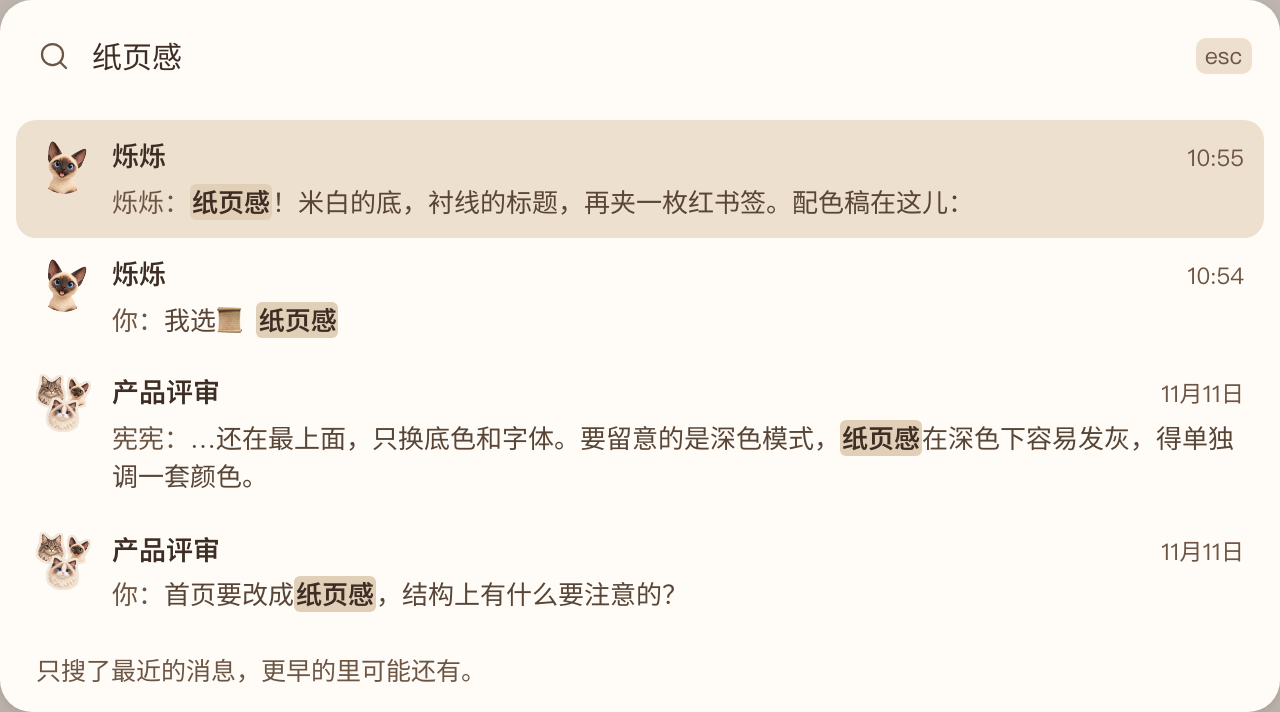 纸页感
esc
烁烁
10:55
烁烁：纸页感！米白的底，衬线的标题，再夹一枚红书签。配色稿在这儿：
烁烁
10:54
你：我选📜 纸页感
产品评审
11月11日
宪宪：…还在最上面，只换底色和字体。要留意的是深色模式，纸页感在深色下容易发灰，得单独
调一套颜色。
产品评审
11月11日
你：首页要改成纸页感，结构上有什么要注意的？
只搜了最近的消息，更早的里可能还有。